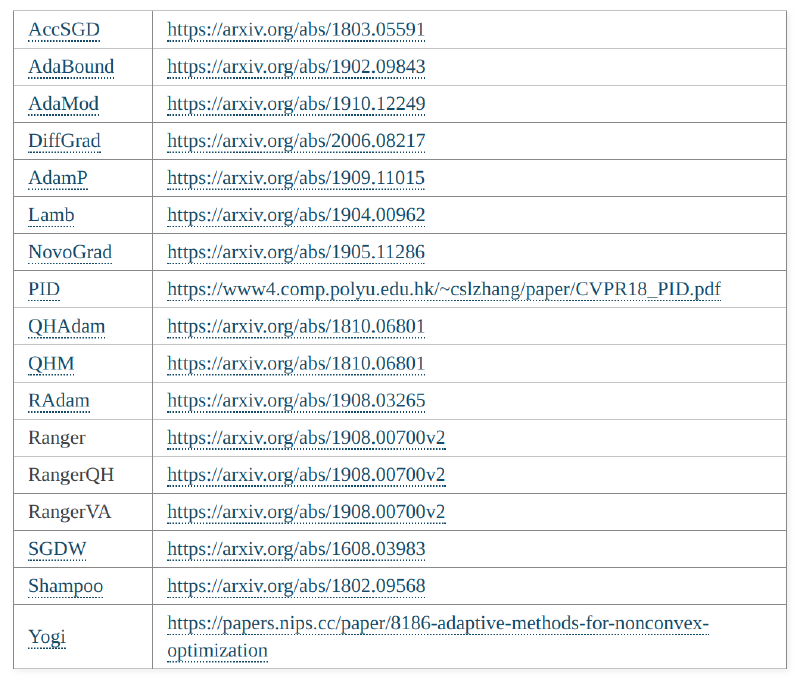 AccSGD https://arxiv.org/abs/1803.05591
AdaBound https://arxiv.org/abs/1902.09843
AdaMod https://arxiv.org/abs/1910.12249
DiffGrad https://arxiv.org/abs/2006.08217
AdamP https://arxiv.org/abs/1909.11015
Lamb https://arxiv.org/abs/1904.00962
NovoGrad https://arxiv.org/abs/1905.11286
PID https://www4.comp.polyu.edu.hk/~cslzhang/paper/CVPR18_PID.pdf
QHAdam https://arxiv.org/abs/1810.06801
QHM https://arxiv.org/abs/1810.06801
RAdam https://arxiv.org/abs/1908.03265
Ranger https://arxiv.org/abs/1908.00700v2
RangerQH https://arxiv.org/abs/1908.00700v2
RangerVA https://arxiv.org/abs/1908.00700v2
SGDW https://arxiv.org/abs/1608.03983
Shampoo https://arxiv.org/abs/1802.09568
Yogi https://papers.nips.cc/paper/8186-adaptive-methods-for-nonconvex-
optimization